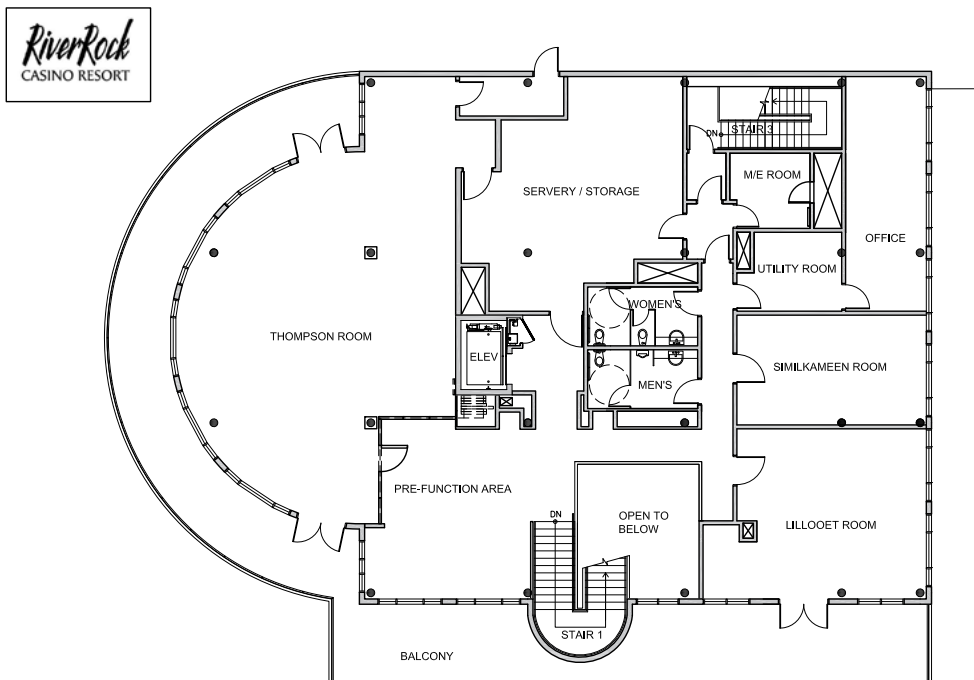 RiverRock
CASINO RESORT
DN
STAIR 3
M/E ROOM
SERVERY / STORAGE
OFFICE
UTILITY ROOM
WOMEN'S
THOMPSON ROOM
ELEV
SIMILKAMEEN ROOM
MEN'S
PRE-FUNCTION AREA
DN
OPEN TO
BELOW
LILLOOET ROOM
STAIR 1
BALCONY